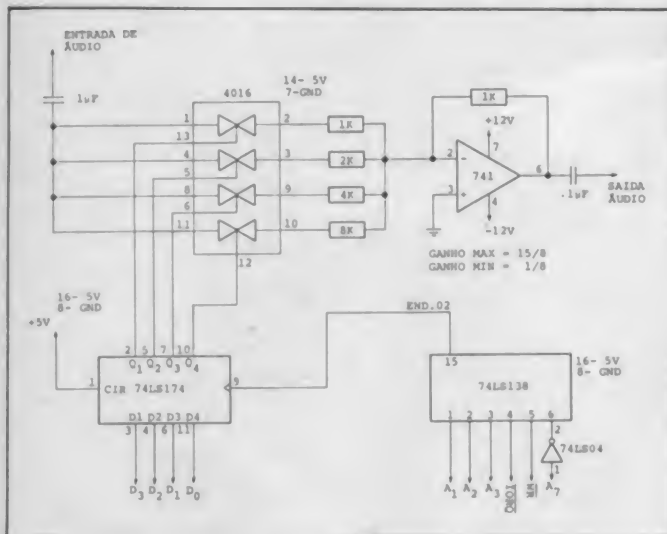 ENTRADA DE
ÁUDIO
.1µF
4016
14- 5V
7-GND
1
13
2
1K
4
5
3
2K
8
6
9
4K
11
12
10
8K
1K
+12V
7
2
3
741
6
4
-12V
.1µF
SAIDA
ÁUDIO
GANHO MAX = 15/8
GANHO MIN = 1/8
16- 5V
8- GND
+5V
2 5 7 10
Q1 Q2 Q3 Q4
1
9
74LS174
D1 D2 D3 D4
3 4 6 11
D3 D2 D1 D0
END.02
15
16- 5V
8- GND
74LS138
1 2 3 4 5 6
2
74LS04
1
A1 A2 A3 IORQ WR A7